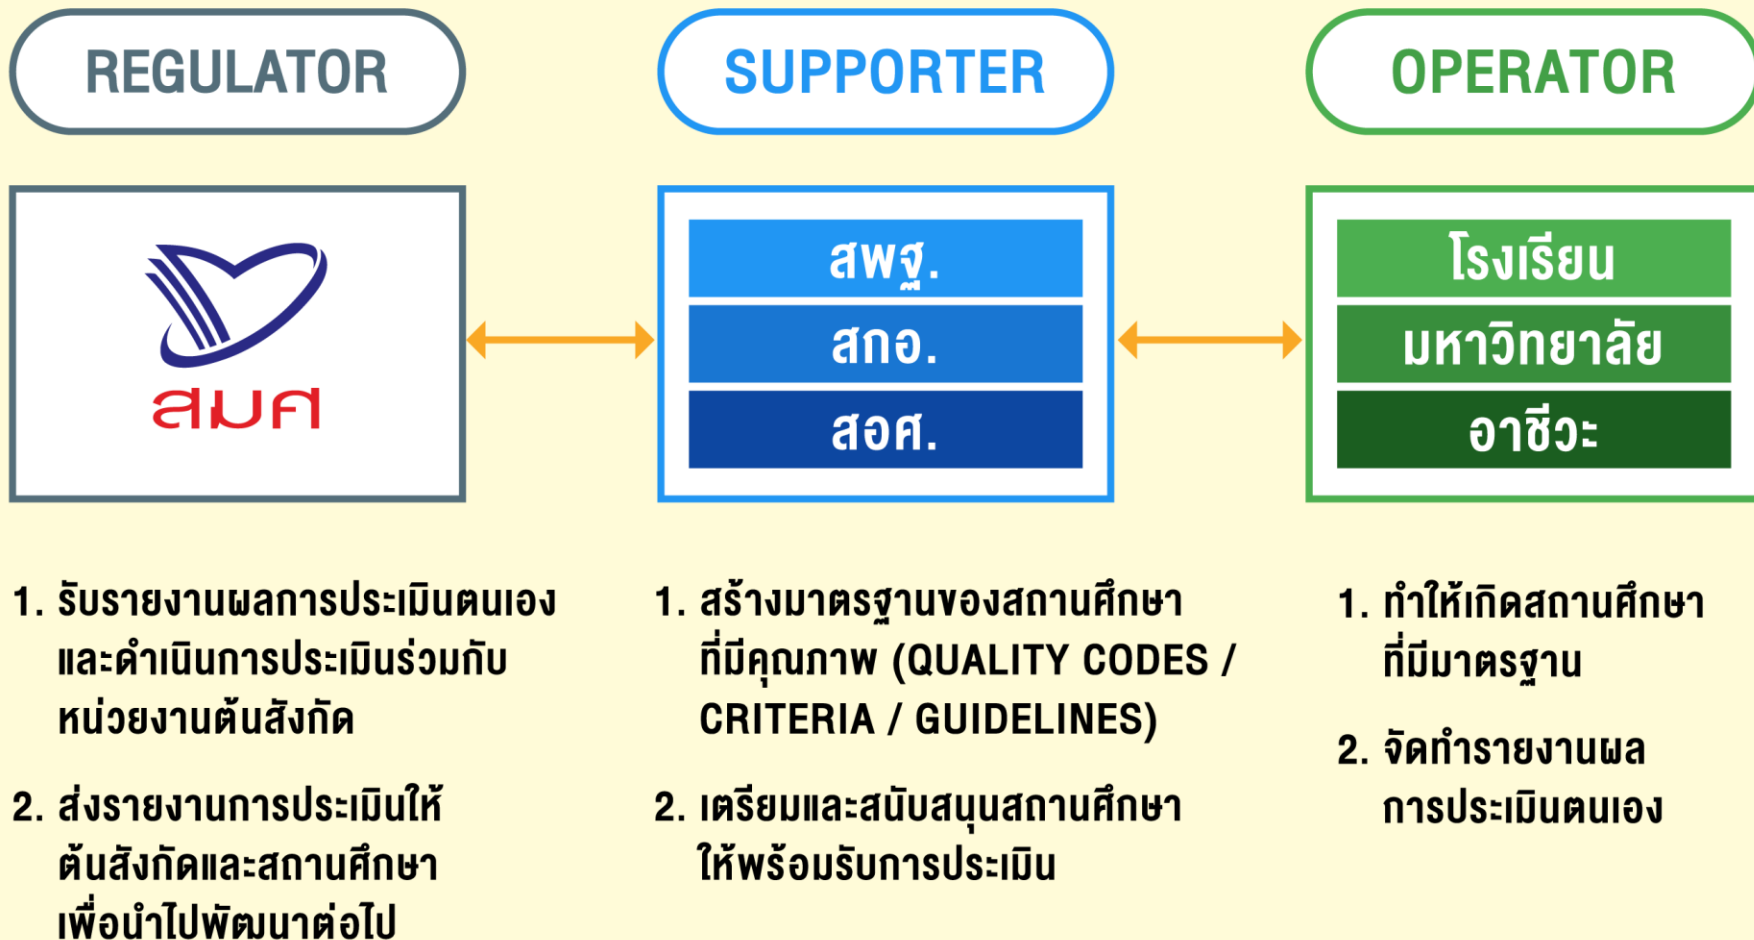 REGULATOR
สมศ
1. รับรายงานผลการประเมินตนเอง
และดำเนินการประเมินร่วมกับ
หน่วยงานต้นสังกัด
2. ส่งรายงานการประเมินให้
ต้นสังกัดและสถานศึกษา
เพื่อนำไปพัฒนาต่อไป
SUPPORTER
สพฐ.
สกอ.
สอศ.
1. สร้างมาตรฐานของสถานศึกษา
ที่มีคุณภาพ (QUALITY CODES /
CRITERIA / GUIDELINES)
2. เตรียมและสนับสนุนสถานศึกษา
ให้พร้อมรับการประเมิน
OPERATOR
โรงเรียน
มหาวิทยาลัย
อาชีวะ
1. ทำให้เกิดสถานศึกษา
ที่มีมาตรฐาน
2. จัดทำรายงานผล
การประเมินตนเอง